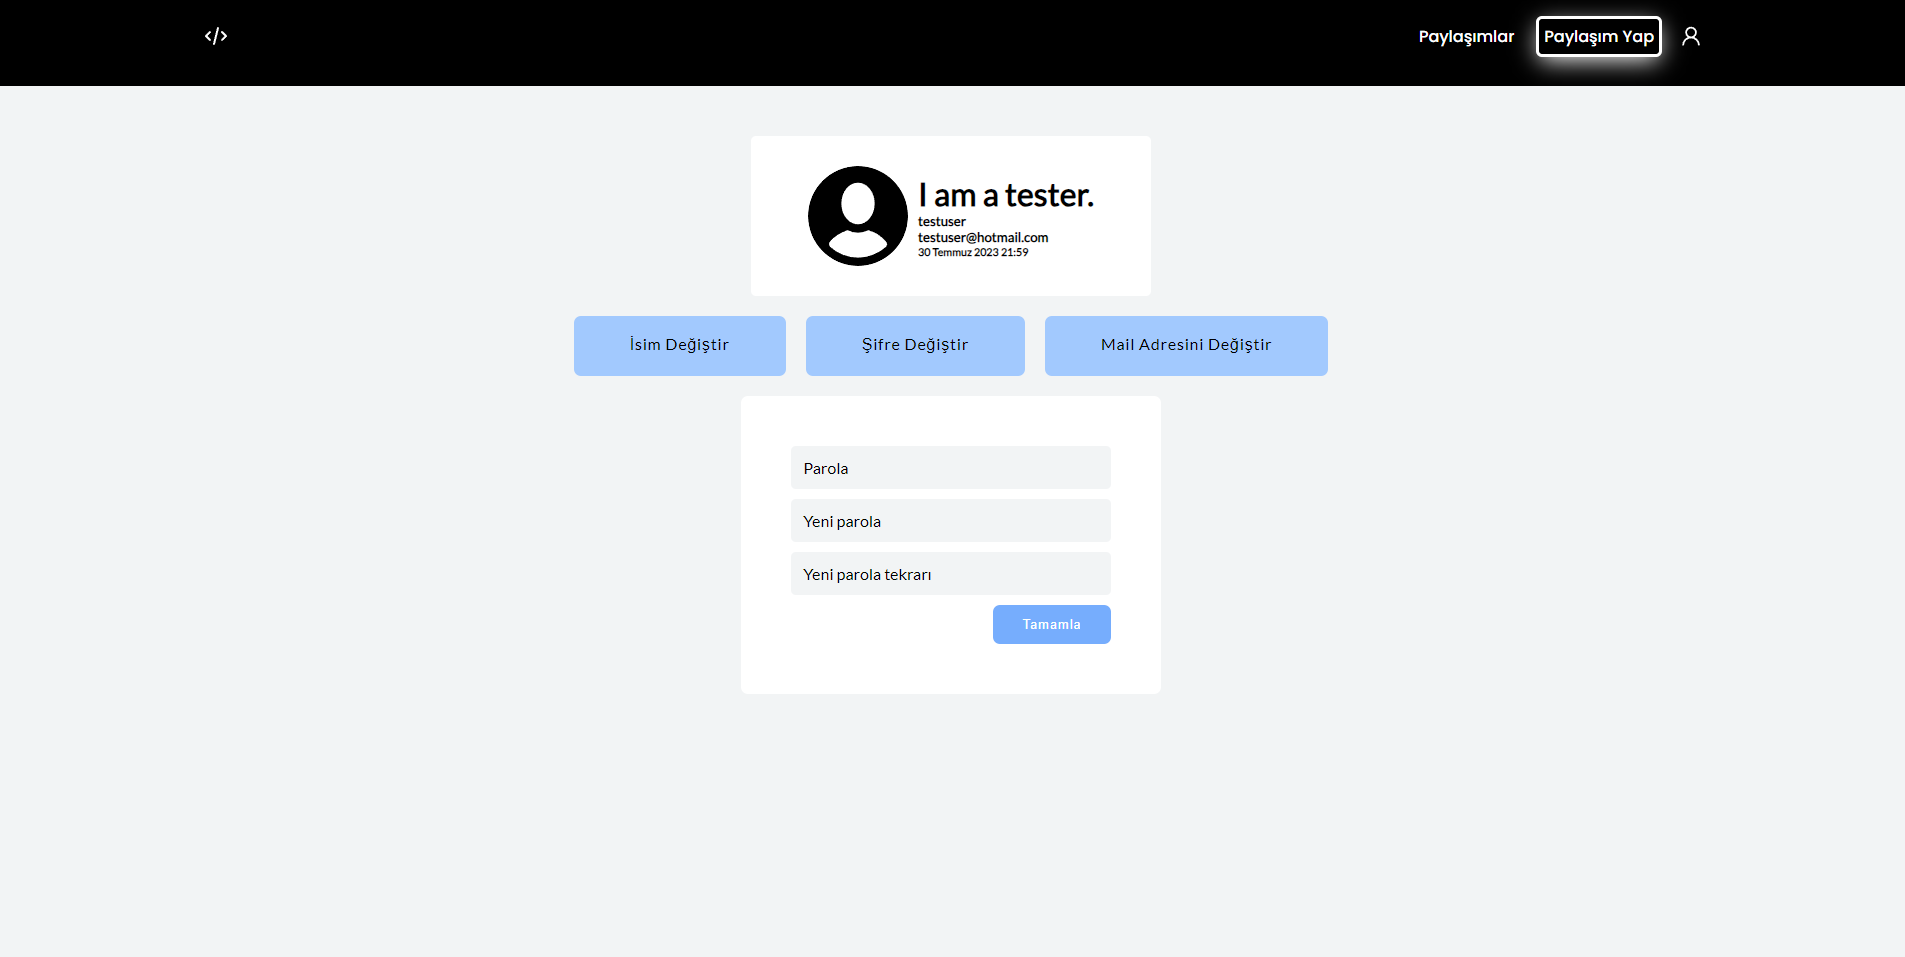 </>
Paylaşımlar
Paylaşım Yap
I am a tester.
testuser
testuser@hotmail.com
30 Temmuz 2023 21:59
İsim Değiştir
Şifre Değiştir
Mail Adresini Değiştir
Parola
Yeni parola
Yeni parola tekrarı
Tamamla